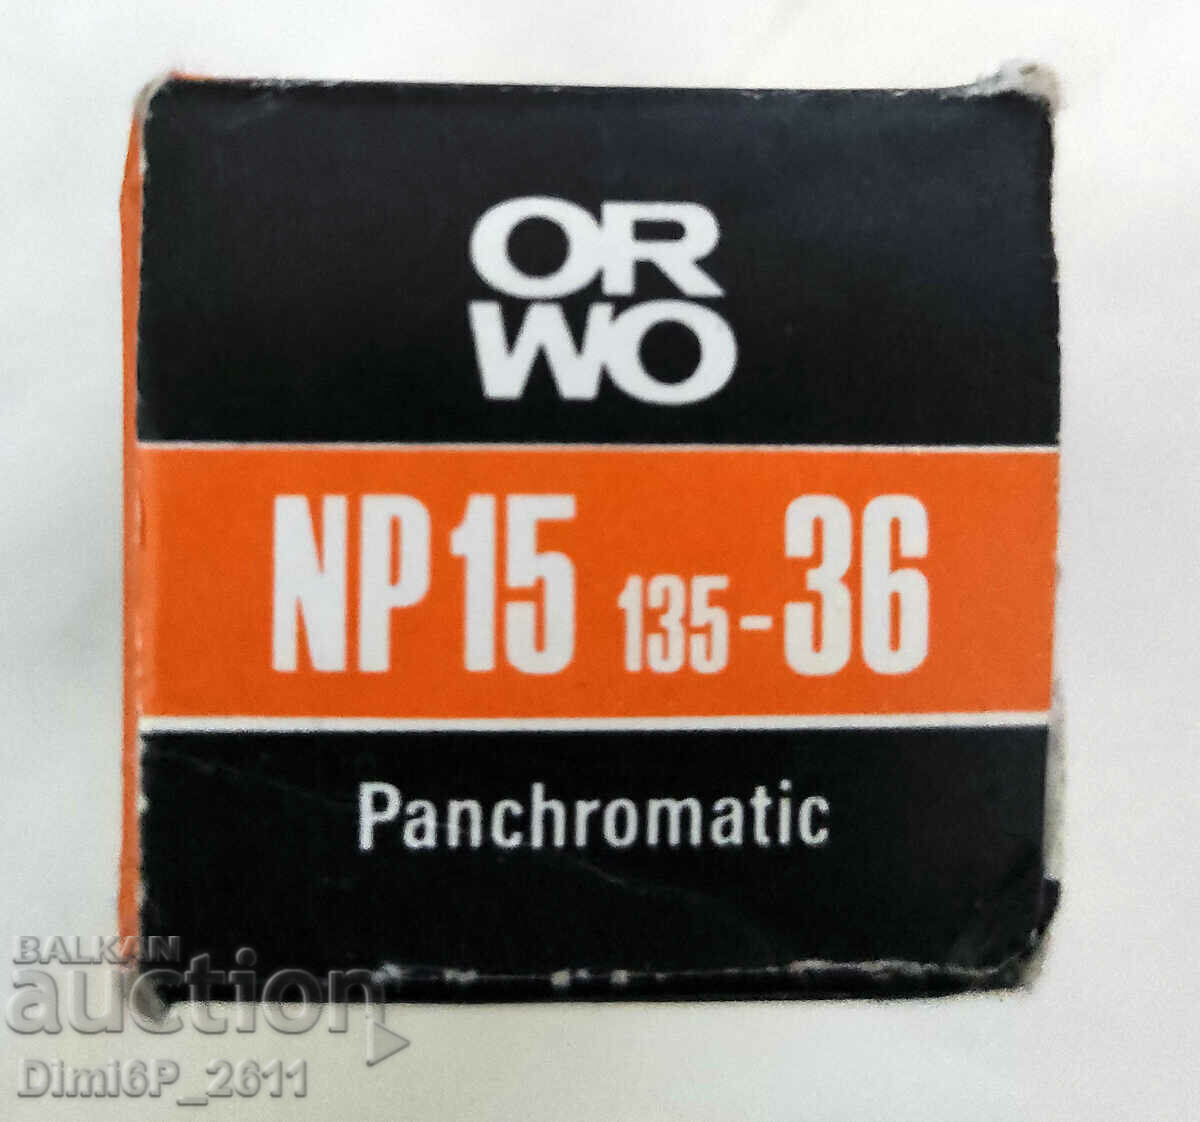 OR
WO
NP15 135-36
Panchromatic
BALKAN
auction
Dimi6P_2611